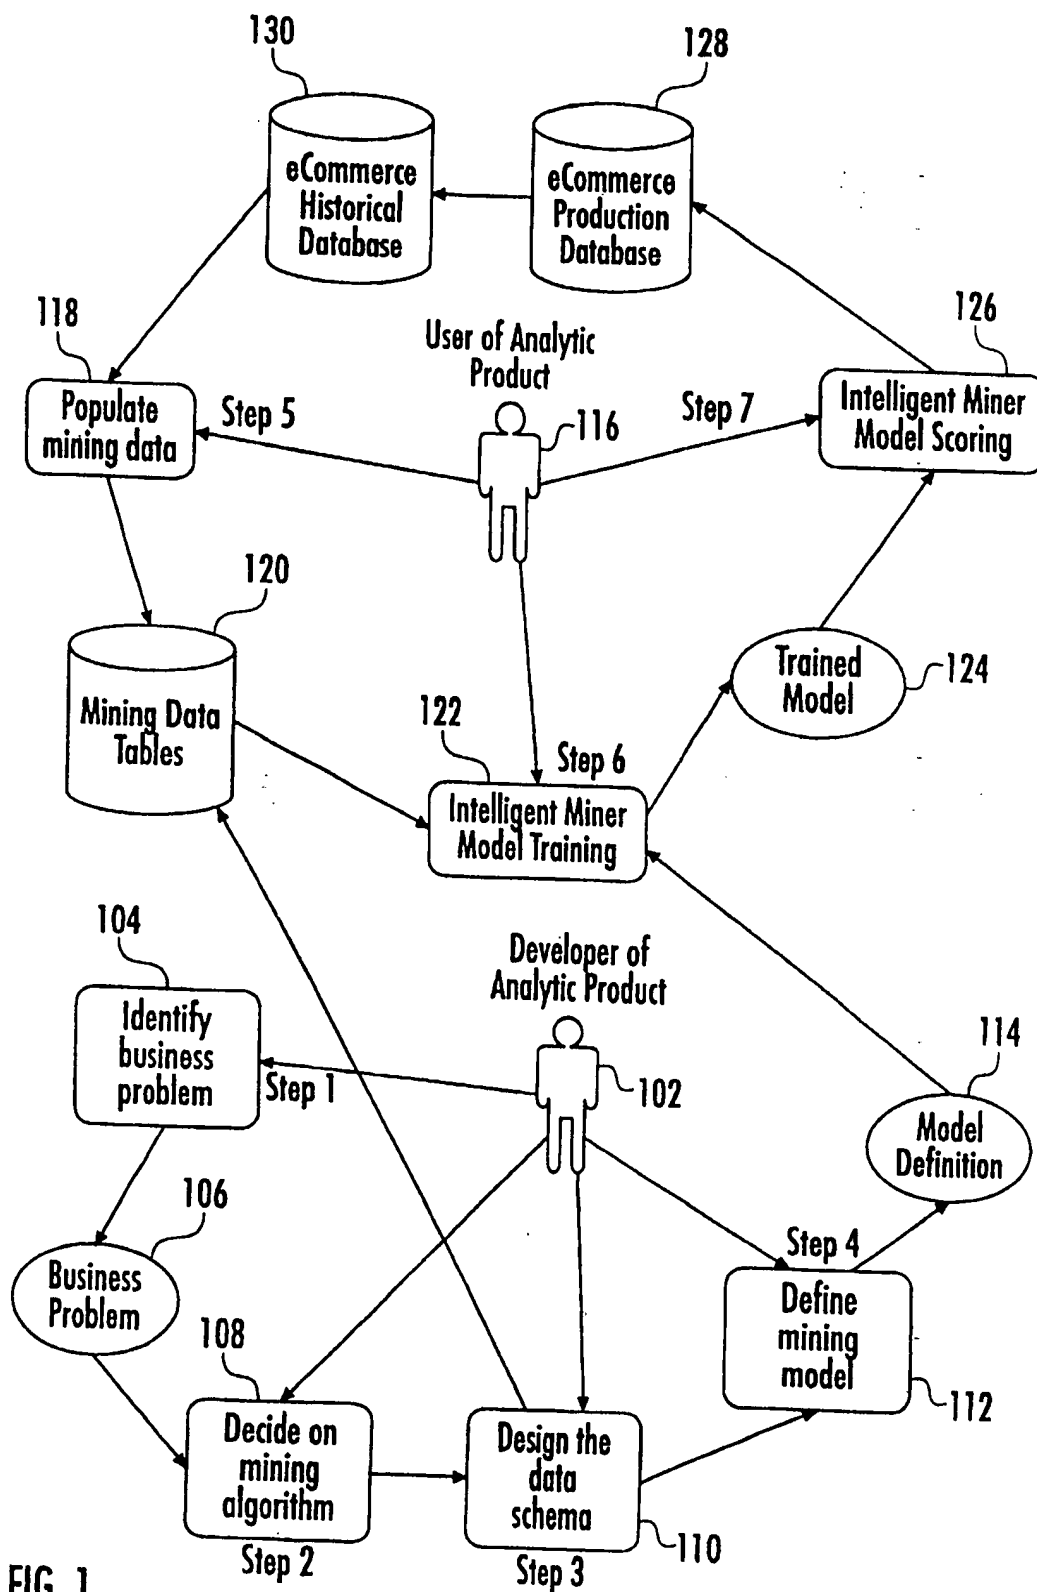 130
128
eCommerce
Historical
Database
eCommerce
Production
Database
118
126
User of Analytic
Product
Populate
mining data
Step 5
116
Step 7
Intelligent Miner
Model Scoring
120
Trained
Model
124
Mining Data
Tables
122
Step 6
Intelligent Miner
Model Training
104
Developer of
Analytic Product
Identify
business
problem
Step 1
102
114
Model
Definition
106
Business
Problem
Step 4
Define
mining
model
112
108
Decide on
mining
algorithm
Step 2
Design the
data
schema
110
Step 3
FIG. 1